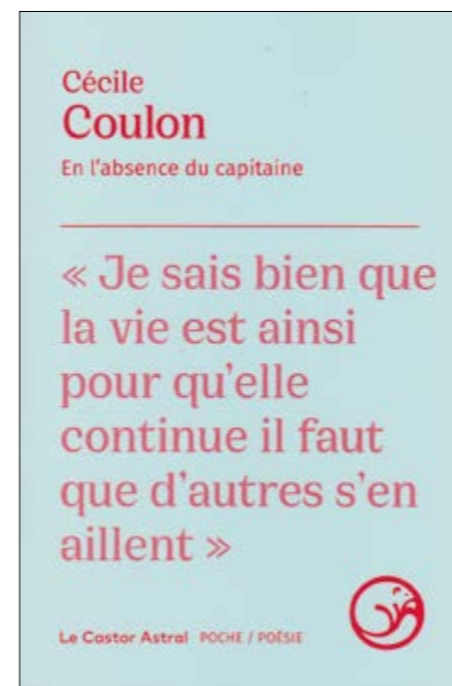 Cécile
Coulon
En l'absence du capitaine
« Je sais bien que
la vie est ainsi
pour qu'elle
continue il faut
que d'autres s'en
aillent »
Le Castor Astral POCHE / POÉSIE